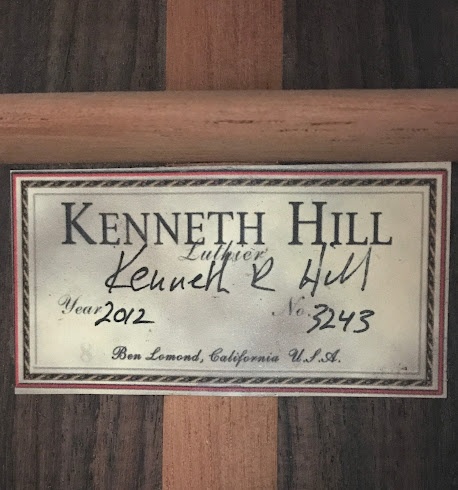 KENNETH HILL
Luthier
Kenneth R Hill
Year 2012 No. 3243
Ben Lomond, California U.S.A.